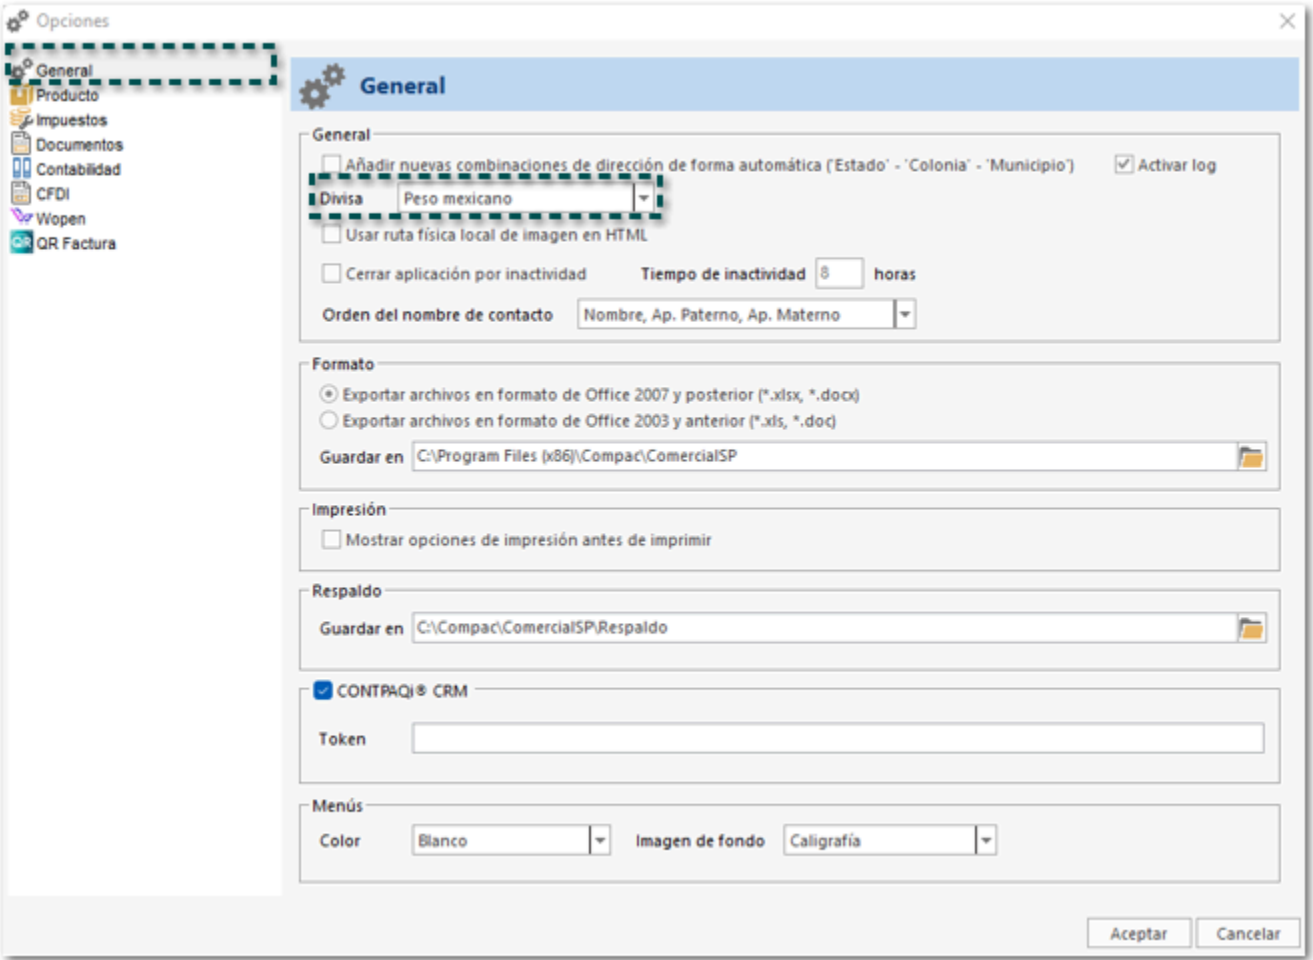 Opciones
General
Producto
Impuestos
Documentos
Contabilidad
CFDI
Wopen
QR QR Factura
General
General
Añadir nuevas combinaciones de dirección de forma automática ('Estado' - 'Colonia' - 'Municipio') Activar log
Divisa Peso mexicano
Usar ruta física local de imagen en HTML
Cerrar aplicación por inactividad Tiempo de inactividad 8 horas
Orden del nombre de contacto Nombre, Ap. Paterno, Ap. Materno
Formato
Exportar archivos en formato de Office 2007 y posterior (*.xlsx, *.docx)
Exportar archivos en formato de Office 2003 y anterior (*.xls, *.doc)
Guardar en C:\Program Files (x86)\Compac\ComercialSP
Impresión
Mostrar opciones de impresión antes de imprimir
Respaldo
Guardar en C:\Compac\ComercialSP\Respaldo
CONTPAQi® CRM
Token
Menús
Color Blanco Imagen de fondo Caligrafía
Aceptar Cancelar